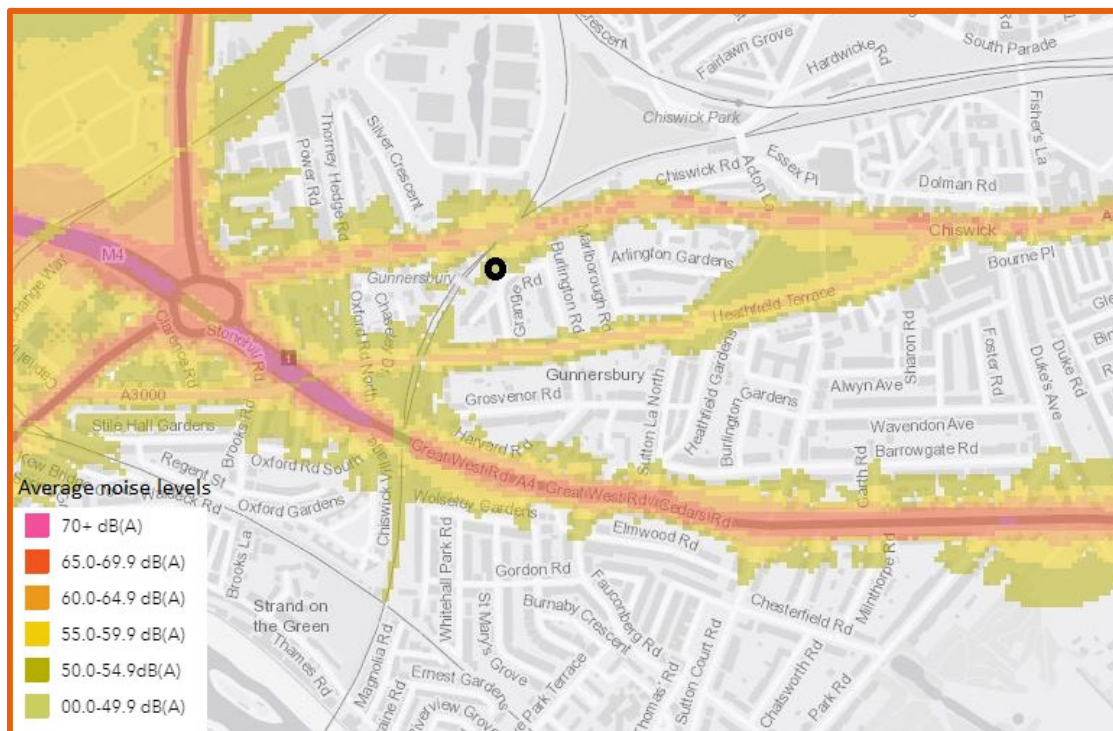 Crescent
Fairlawn Grove
Hardwicke Rd
South Parade
Fisher's La
Chiswick Park
Thorney Hedge Rd
Silver Crescent
Power Rd
Chiswick Rd
Acton La
Essex Pl
Dolman Rd
Chiswick
M4
Gunnersbury
Marlborough Rd
Burlington Rd
Arlington Gardens
Bourne Pl
Grange Rd
Heathfield Terrace
Oxford Rd North
Clarence Rd
Stonehill Rd
1
Gunnersbury
A3000
Grosvenor Rd
Sutton La North
Heathfield Gardens
Burlington
Gardens
Alwyn Ave
Sharon Rd
Foster Rd
Duke's Ave
Duke Rd
Stile Hall Gardens
Brooks Rd
Harvard Rd
Wavendon Ave
Barrowgate Rd
Garth Rd
Regent St
Oxford Rd South
Great West Rd
A4
Great West Rd
Cedars Rd
Average noise levels
Oxford Gardens
Wolseley Gardens
Elmwood Rd
70+ dB(A)
65.0-69.9 dB(A)
60.0-64.9 dB(A)
55.0-59.9 dB(A)
50.0-54.9dB(A)
00.0-49.9 dB(A)
Brooks La
Whitehall Park Rd
Gordon Rd
Fauconberg Rd
Minthorpe Rd
Strand on
the Green
St Mary's Grove
Burnaby Crescent
Chesterfield Rd
Thames Rd
Magnolia Rd
Ernest Gardens
Park Terrace
Thomas Rd
Sutton Court Rd
Chatsworth Rd
Park Rd